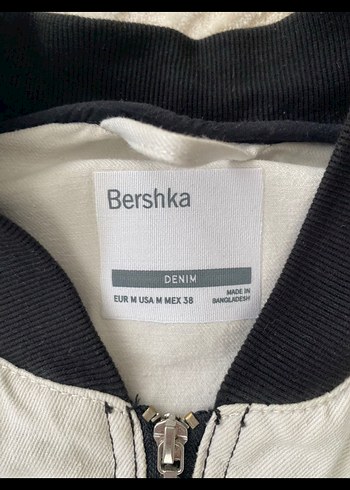 Bershka
DENIM
EUR M USA M MEX 38
MADE IN
BANGLADESH